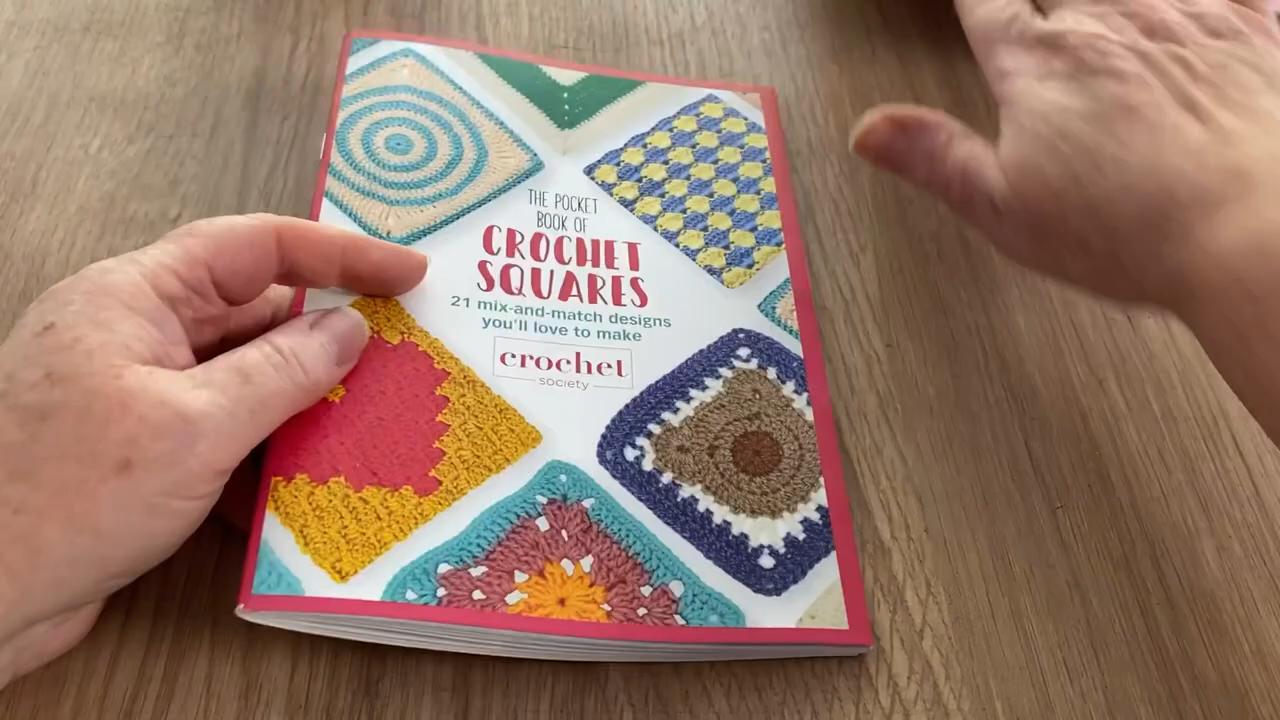 THE POCKET
BOOK OF
CROCHET
SQUARES
21 mix-and-match designs
you'll love to make
crochet
society